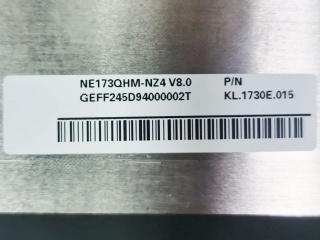 NE173QHM-NZ4 V8.0 P/N
GEFF245D94000002T KL.1730E.015